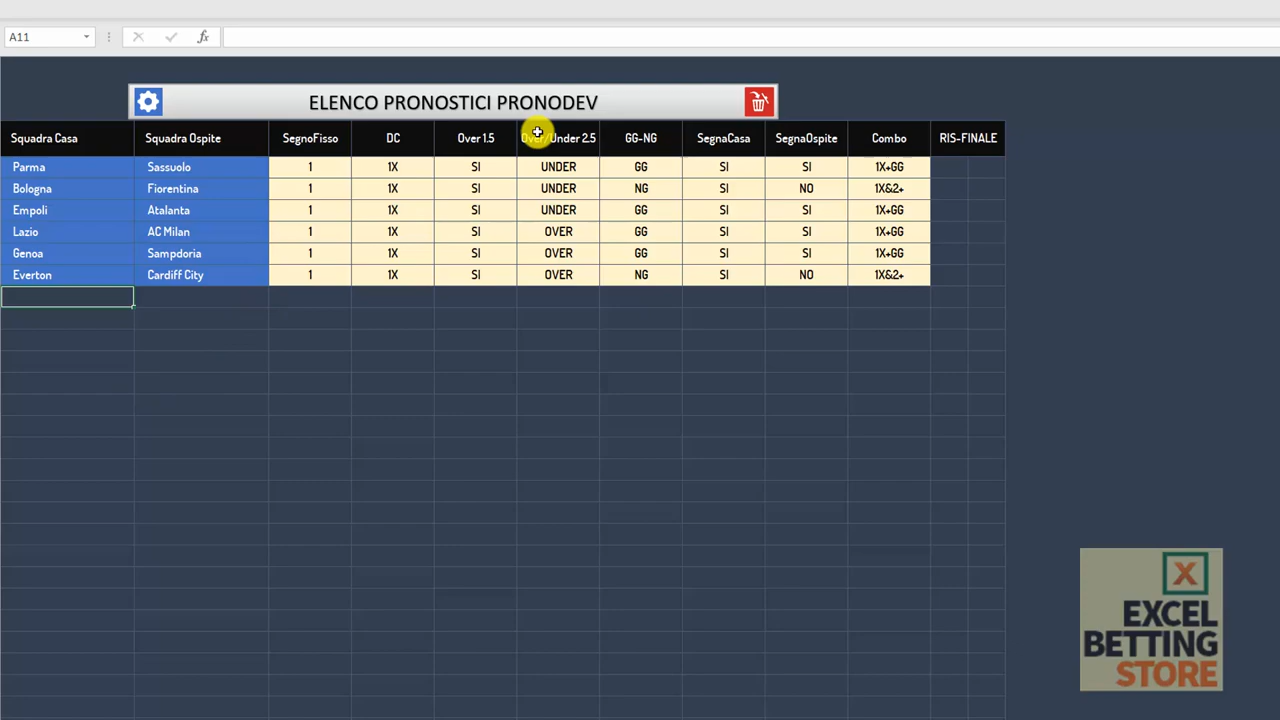 A11
fx
ELENCO PRONOSTICI PRONODEV
Squadra Casa Squadra Ospite SegnoFisso DC Over 1.5 Over/Under 2.5 GG-NG SegnaCasa SegnaOspite Combo RIS-FINALE
Parma Sassuolo 1 1X SI UNDER GG SI SI 1X+GG
Bologna Fiorentina 1 1X SI UNDER NG SI NO 1X&2+
Empoli Atalanta 1 1X SI UNDER GG SI SI 1X+GG
Lazio AC Milan 1 1X SI OVER GG SI SI 1X+GG
Genoa Sampdoria 1 1X SI OVER GG SI SI 1X+GG
Everton Cardiff City 1 1X SI OVER NG SI NO 1X&2+
X
EXCEL
BETTING
STORE